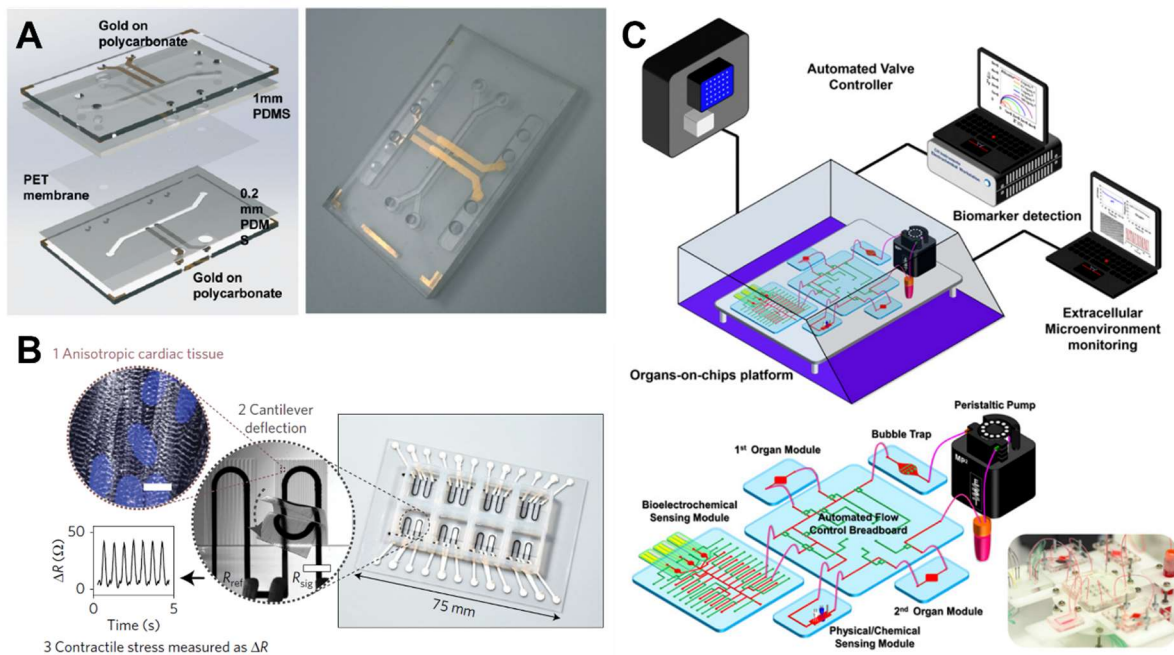 A
Gold on
polycarbonate
1mm
PDMS
PET
membrane
0.2
mm
PDM
S
Gold on
polycarbonate
B
1 Anisotropic cardiac tissue
2 Cantilever
deflection
50
0
ΔR (Ω)
0
5
Time (s)
R ref
R sig
75 mm
3 Contractile stress measured as ΔR
C
Automated Valve
Controller
Biomarker detection
Extracellular
Microenvironment
monitoring
Organs-on-chips platform
Peristaltic Pump
Bubble Trap
1st Organ Module
MP2
Bioelectrochemical
Sensing Module
Automated Flow
Control Breadboard
2nd Organ Module
Physical/Chemical
Sensing Module